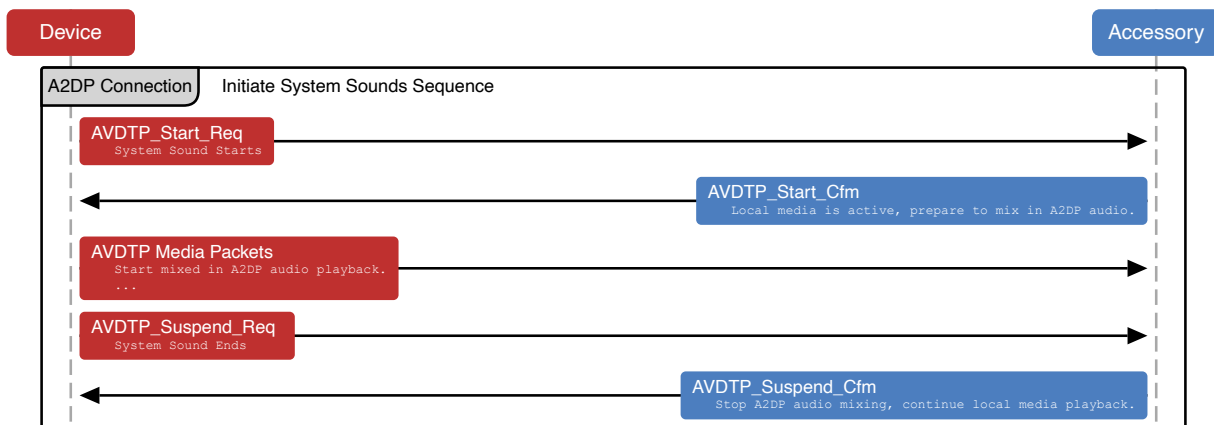 Device
Accessory
A2DP Connection
Initiate System Sounds Sequence
AVDTP_Start_Req
System Sound Starts
AVDTP_Start_Cfm
Local media is active, prepare to mix in A2DP audio.
AVDTP Media Packets
Start mixed in A2DP audio playback.
...
AVDTP_Suspend_Req
System Sound Ends
AVDTP_Suspend_Cfm
Stop A2DP audio mixing, continue local media playback.